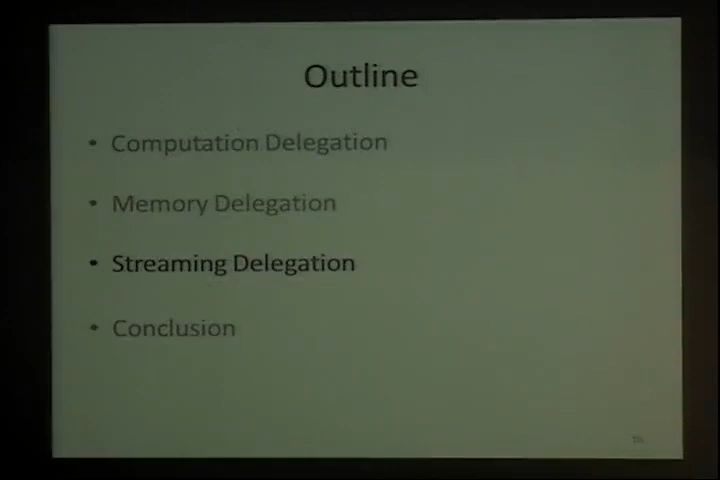 Outline
• Computation Delegation
• Memory Delegation
• Streaming Delegation
• Conclusion